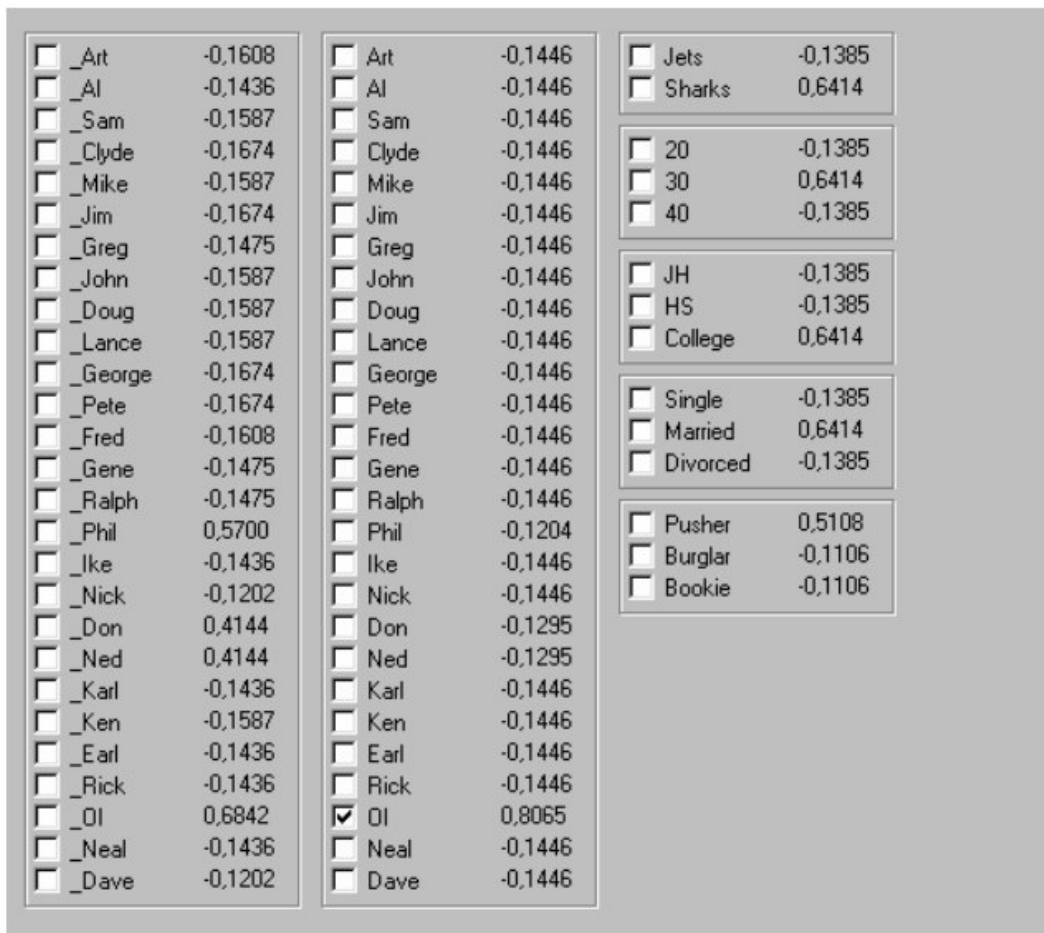 _Art -0,1608
_Al -0,1436
_Sam -0,1587
_Clyde -0,1674
_Mike -0,1587
_Jim -0,1674
_Greg -0,1475
_John -0,1587
_Doug -0,1587
_Lance -0,1587
_George -0,1674
_Pete -0,1674
_Fred -0,1608
_Gene -0,1475
_Ralph -0,1475
_Phil 0,5700
_Ike -0,1436
_Nick -0,1202
_Don 0,4144
_Ned 0,4144
_Karl -0,1436
_Ken -0,1587
_Earl -0,1436
_Rick -0,1436
_Ol 0,6842
_Neal -0,1436
_Dave -0,1202
Art -0,1446
Al -0,1446
Sam -0,1446
Clyde -0,1446
Mike -0,1446
Jim -0,1446
Greg -0,1446
John -0,1446
Doug -0,1446
Lance -0,1446
George -0,1446
Pete -0,1446
Fred -0,1446
Gene -0,1446
Ralph -0,1446
Phil -0,1204
Ike -0,1446
Nick -0,1446
Don -0,1295
Ned -0,1295
Karl -0,1446
Ken -0,1446
Earl -0,1446
Rick -0,1446
Ol 0,8065
Neal -0,1446
Dave -0,1446
Jets -0,1385
Sharks 0,6414
20 -0,1385
30 0,6414
40 -0,1385
JH -0,1385
HS -0,1385
College 0,6414
Single -0,1385
Married 0,6414
Divorced -0,1385
Pusher 0,5108
Burglar -0,1106
Bookie -0,1106